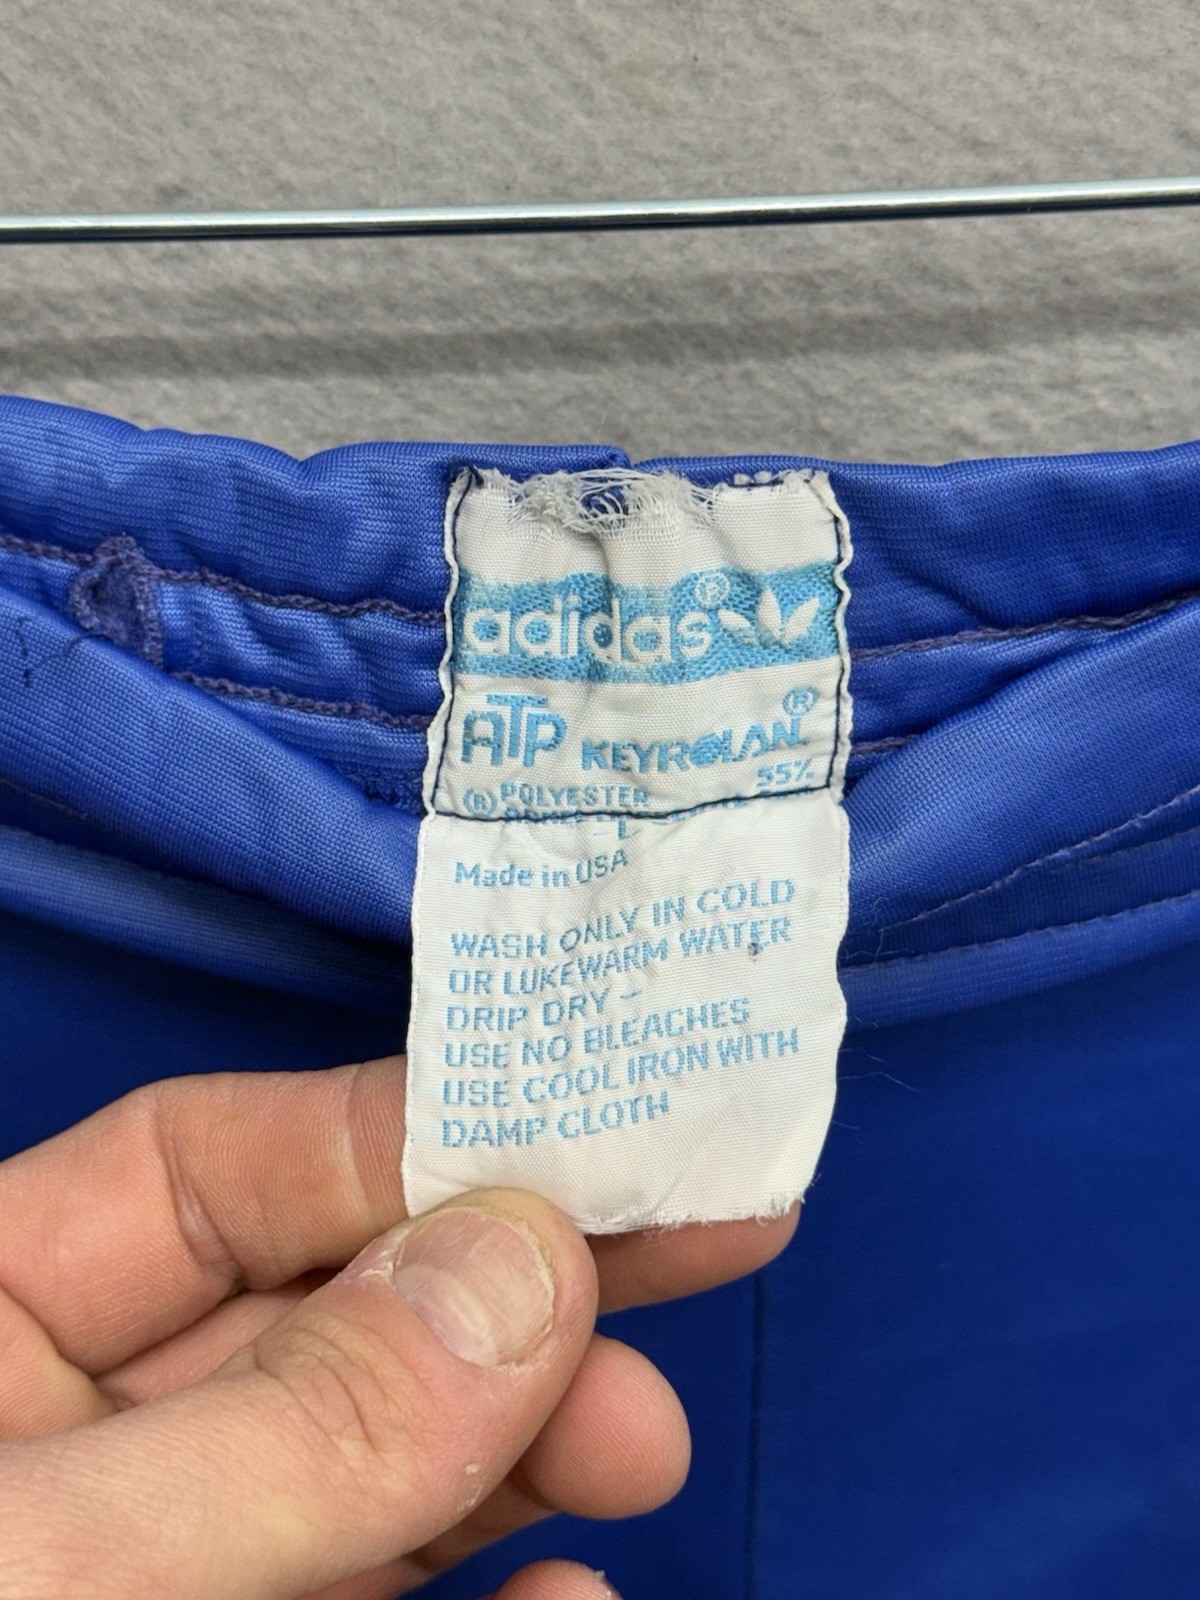 adidas®
ATP KEYROLAN®
® POLYESTER 55%
Made in USA
WASH ONLY IN COLD
OR LUKEWARM WATER
DRIP DRY –
USE NO BLEACHES
USE COOL IRON WITH
DAMP CLOTH